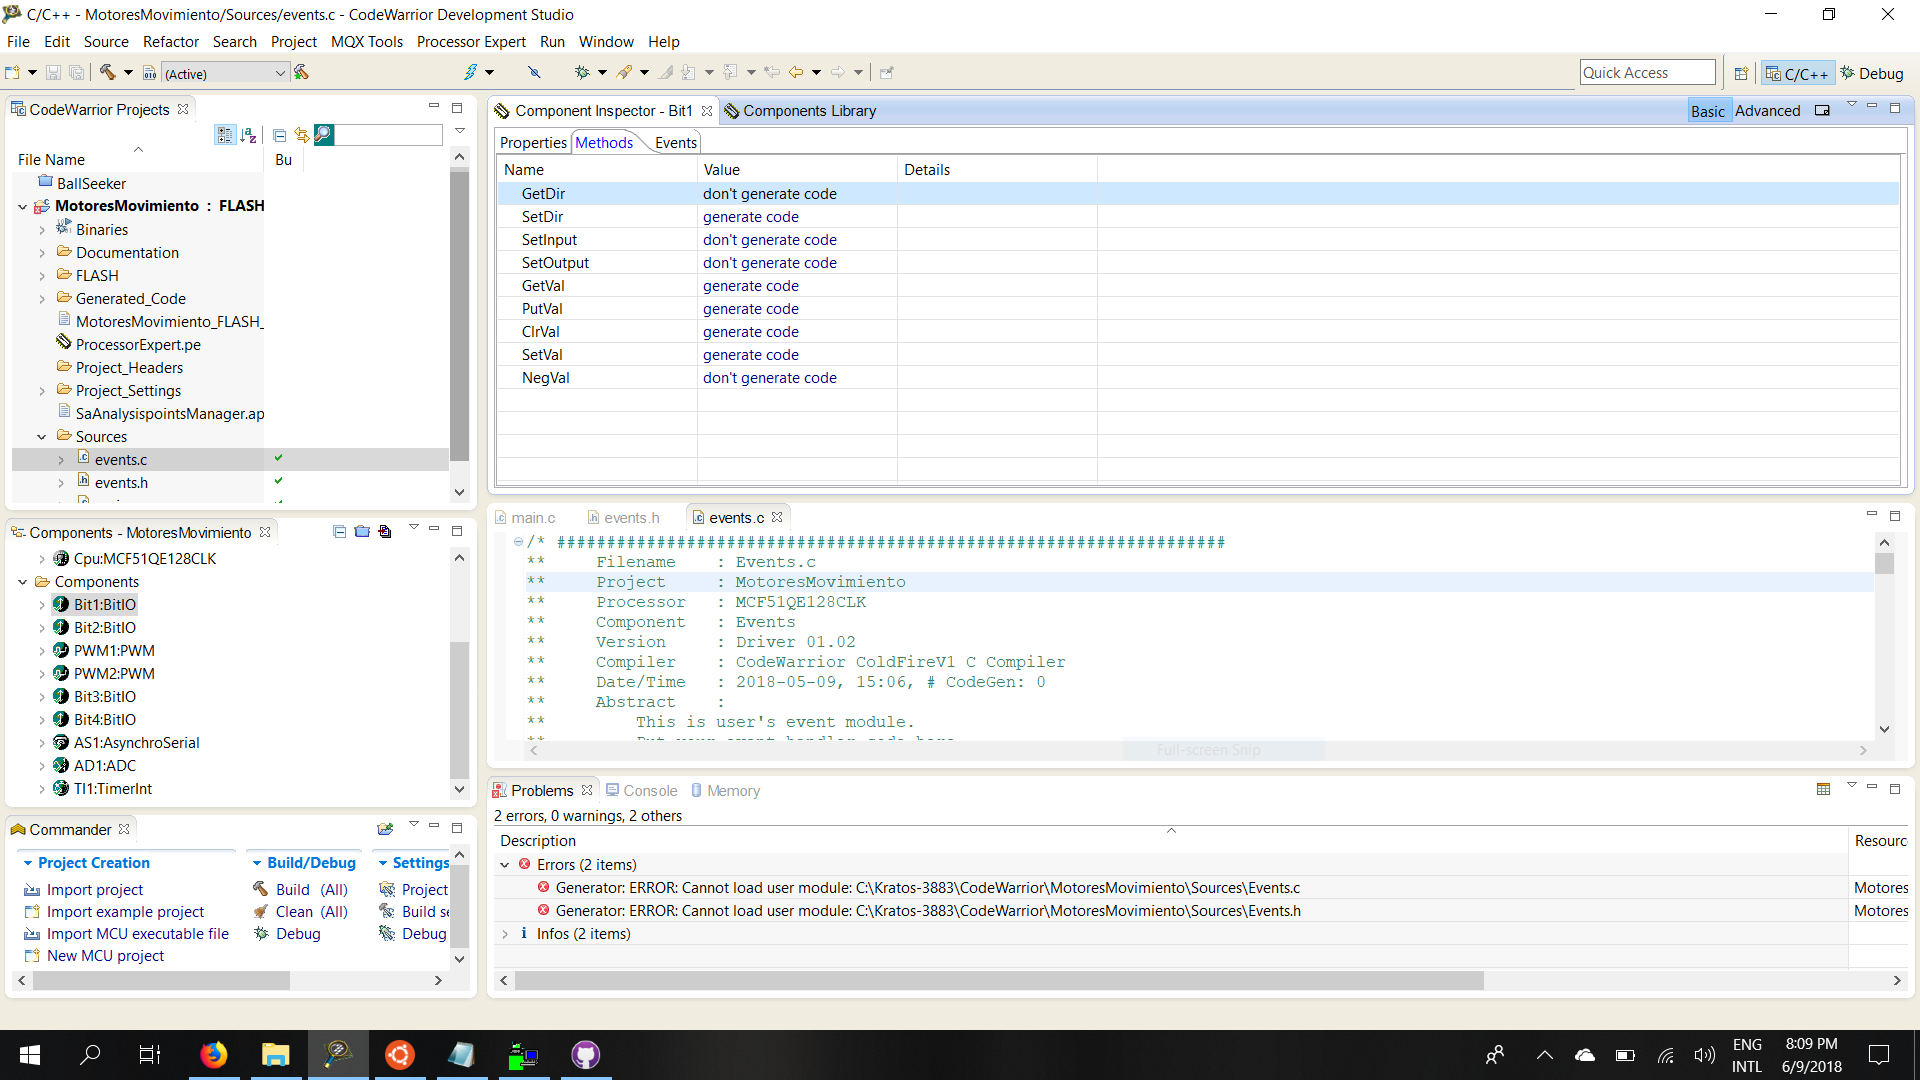 C/C++ - MotoresMovimiento/Sources/events.c - CodeWarrior Development Studio
File Edit Source Refactor Search Project MQX Tools Processor Expert Run Window Help
(Active)
Quick Access
C/C++
Debug
CodeWarrior Projects
File Name Bu
BallSeeker
MotoresMovimiento : FLASH
Binaries
Documentation
FLASH
Generated_Code
MotoresMovimiento_FLASH_
ProcessorExpert.pe
Project_Headers
Project_Settings
SaAnalysispointsManager.ap
Sources
events.c
events.h
Component Inspector - Bit1
Components Library
Basic Advanced
Properties Methods Events
Name Value Details
GetDir don't generate code
SetDir generate code
SetInput don't generate code
SetOutput don't generate code
GetVal generate code
PutVal generate code
ClrVal generate code
SetVal generate code
NegVal don't generate code
Components - MotoresMovimiento
Cpu:MCF51QE128CLK
Components
Bit1:BitIO
Bit2:BitIO
PWM1:PWM
PWM2:PWM
Bit3:BitIO
Bit4:BitIO
AS1:AsynchroSerial
AD1:ADC
TI1:TimerInt
main.c events.h events.c
/* ###################################################################
** Filename : Events.c
** Project : MotoresMovimiento
** Processor : MCF51QE128CLK
** Component : Events
** Version : Driver 01.02
** Compiler : CodeWarrior ColdFireV1 C Compiler
** Date/Time : 2018-05-09, 15:06, # CodeGen: 0
** Abstract :
** This is user's event module.
** Put your event handler code here.
Full-screen Snip
Commander
Project Creation
Import project
Import example project
Import MCU executable file
New MCU project
Build/Debug
Build (All)
Clean (All)
Debug
Settings
Project
Build se
Debug
Problems Console Memory
2 errors, 0 warnings, 2 others
Description Resourc
Errors (2 items)
Generator: ERROR: Cannot load user module: C:\Kratos-3883\CodeWarrior\MotoresMovimiento\Sources\Events.c Motores
Generator: ERROR: Cannot load user module: C:\Kratos-3883\CodeWarrior\MotoresMovimiento\Sources\Events.h Motores
Infos (2 items)
ENG
INTL
8:09 PM
6/9/2018